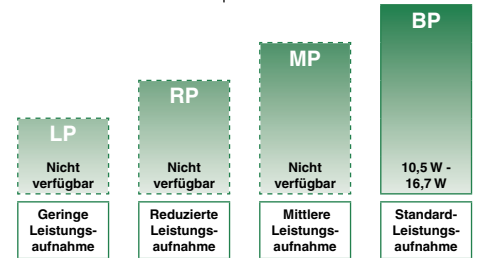 LP
Nicht
verfügbar
Geringe
Leistungs-
aufnahme
RP
Nicht
verfügbar
Reduzierte
Leistungs-
aufnahme
MP
Nicht
verfügbar
Mittlere
Leistungs-
aufnahme
BP
10,5 W -
16,7 W
Standard-
Leistungs-
aufnahme